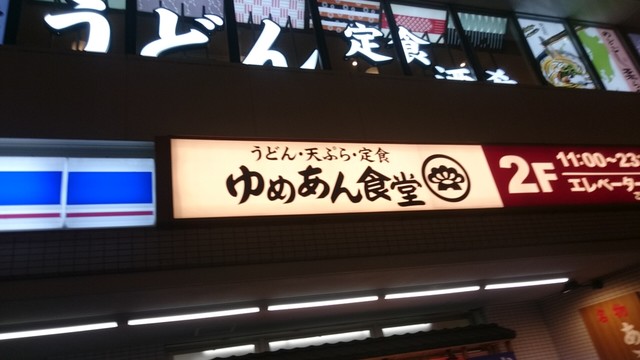 うどん
定食
うどん・天ぷら・定食
ゆめあん食堂
2F
11:00~23
エレベーター